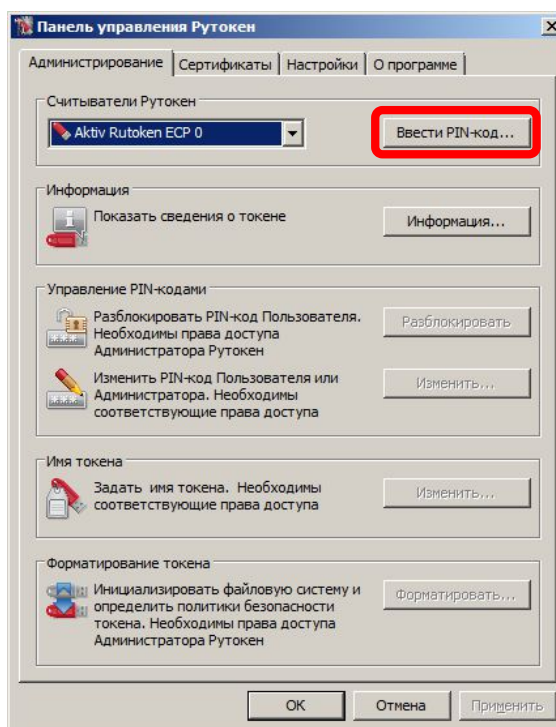 Панель управления Рутокен
Администрирование Сертификаты Настройки О программе
Считыватели Рутокен
Aktiv Rutoken ECP 0 Ввести PIN-код...
Информация
Показать сведения о токене Информация...
Управление PIN-кодами
Разблокировать PIN-код Пользователя. Разблокировать
Необходимы права доступа
Администратора Рутокен
Изменить PIN-код Пользователя или Изменить...
Администратора. Необходимы
соответствующие права доступа
Имя токена
Задать имя токена. Необходимы Изменить...
соответствующие права доступа
Форматирование токена
Инициализировать файловую систему и Форматировать...
определить политики безопасности
токена. Необходимы права доступа
Администратора Рутокен
ОК Отмена Применить